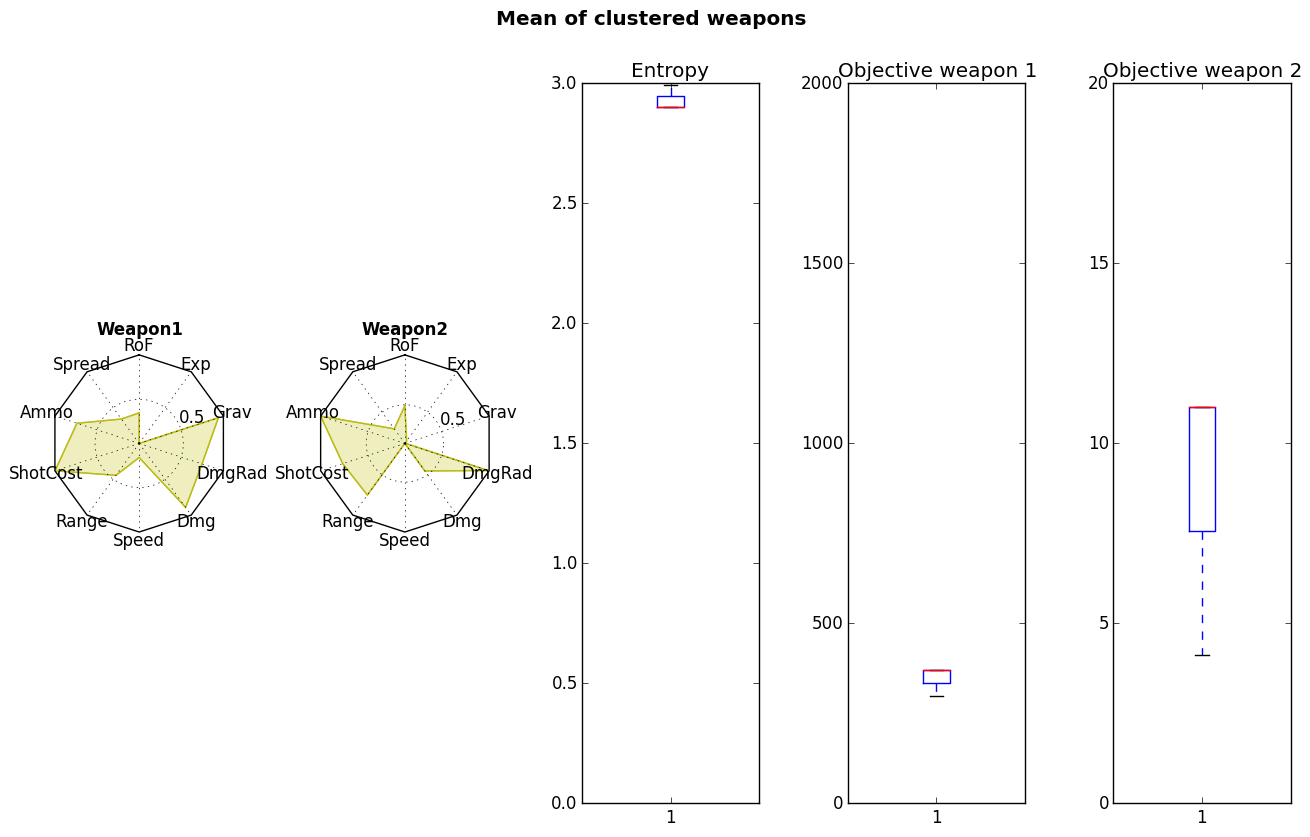 Mean of clustered weapons
Weapon1
RoF
Exp
Grav
DmgRad
Dmg
Speed
Range
ShotCost
Ammo
Spread
0.5
Weapon2
RoF
Exp
Grav
DmgRad
Dmg
Speed
Range
ShotCost
Ammo
Spread
0.5
Entropy
3.0
2.5
2.0
1.5
1.0
0.5
0.0
1
Objective weapon 1
2000
1500
1000
500
0
1
Objective weapon 2
20
15
10
5
0
1